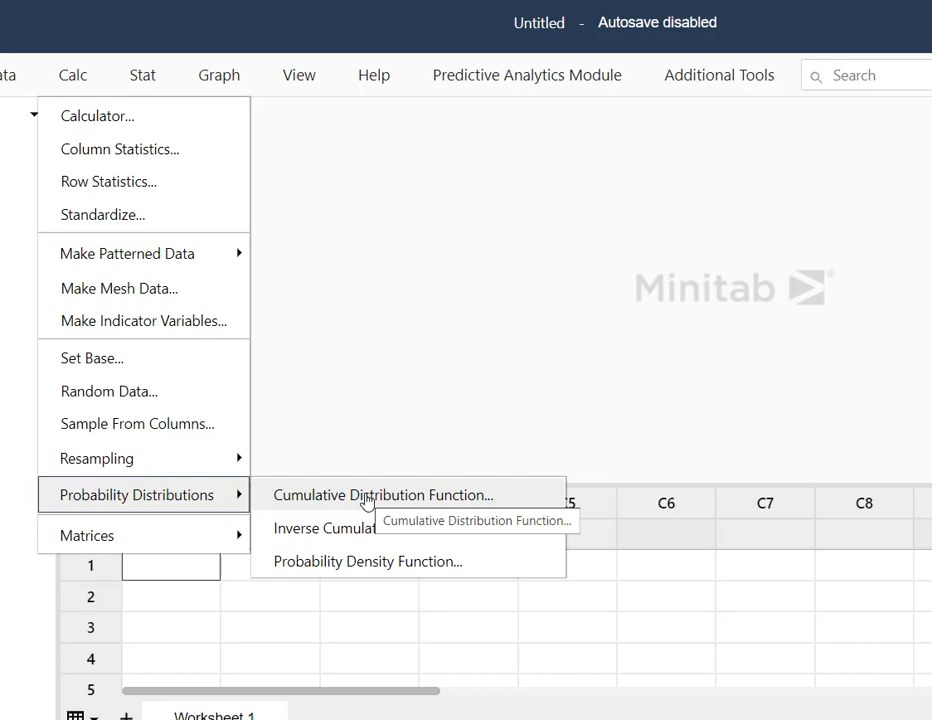 Untitled - Autosave disabled
ata Calc Stat Graph View Help Predictive Analytics Module Additional Tools Search
Calculator...
Column Statistics...
Row Statistics...
Standardize...
Make Patterned Data
Make Mesh Data...
Make Indicator Variables...
Set Base...
Random Data...
Sample From Columns...
Resampling
Probability Distributions
Matrices
Cumulative Distribution Function...
Cumulative Distribution Function...
Inverse Cumulat
Probability Density Function...
Minitab
C5 C6 C7 C8
1
2
3
4
5
+ Worksheet 1